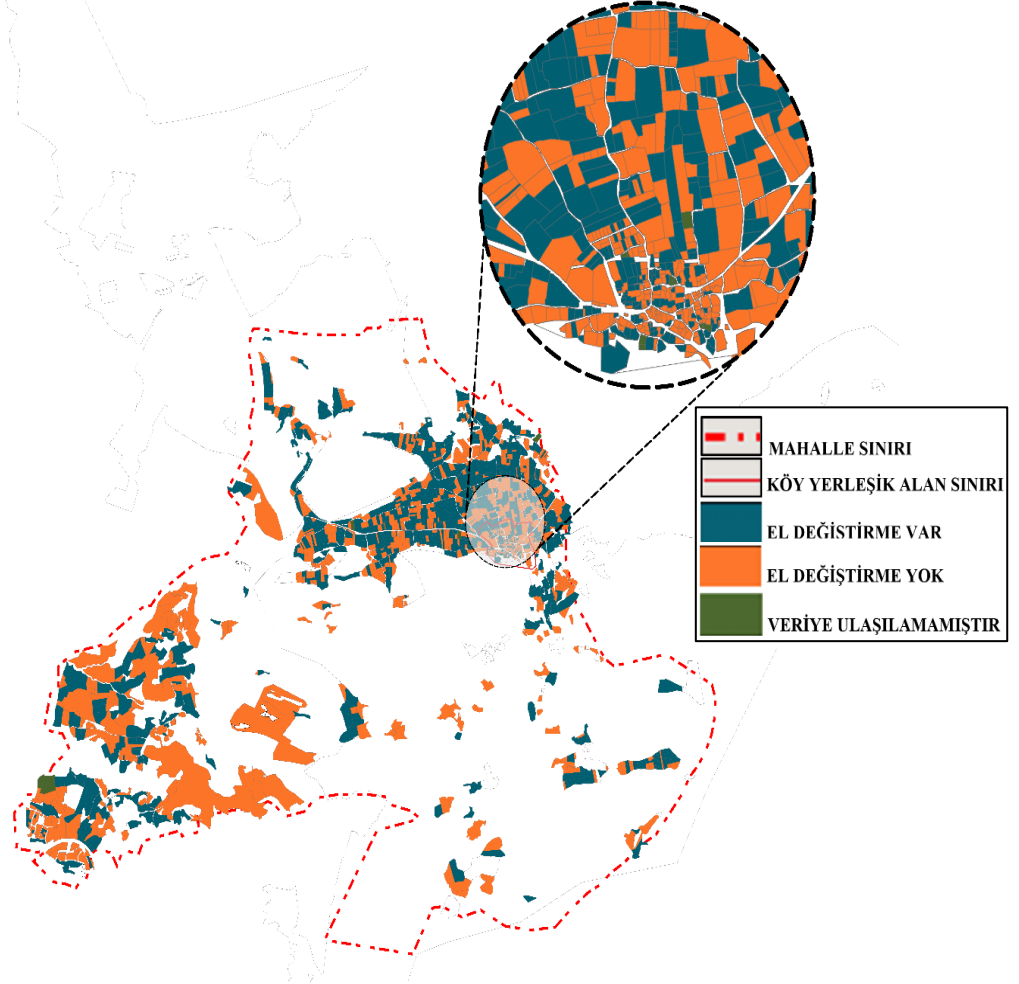 MAHALLE SINIRI
KÖY YERLEŞİK ALAN SINIRI
EL DEĞİSTİRME VAR
EL DEĞİŞTİRME YOK
VERİYE ULAŞILAMAMIŞTIR